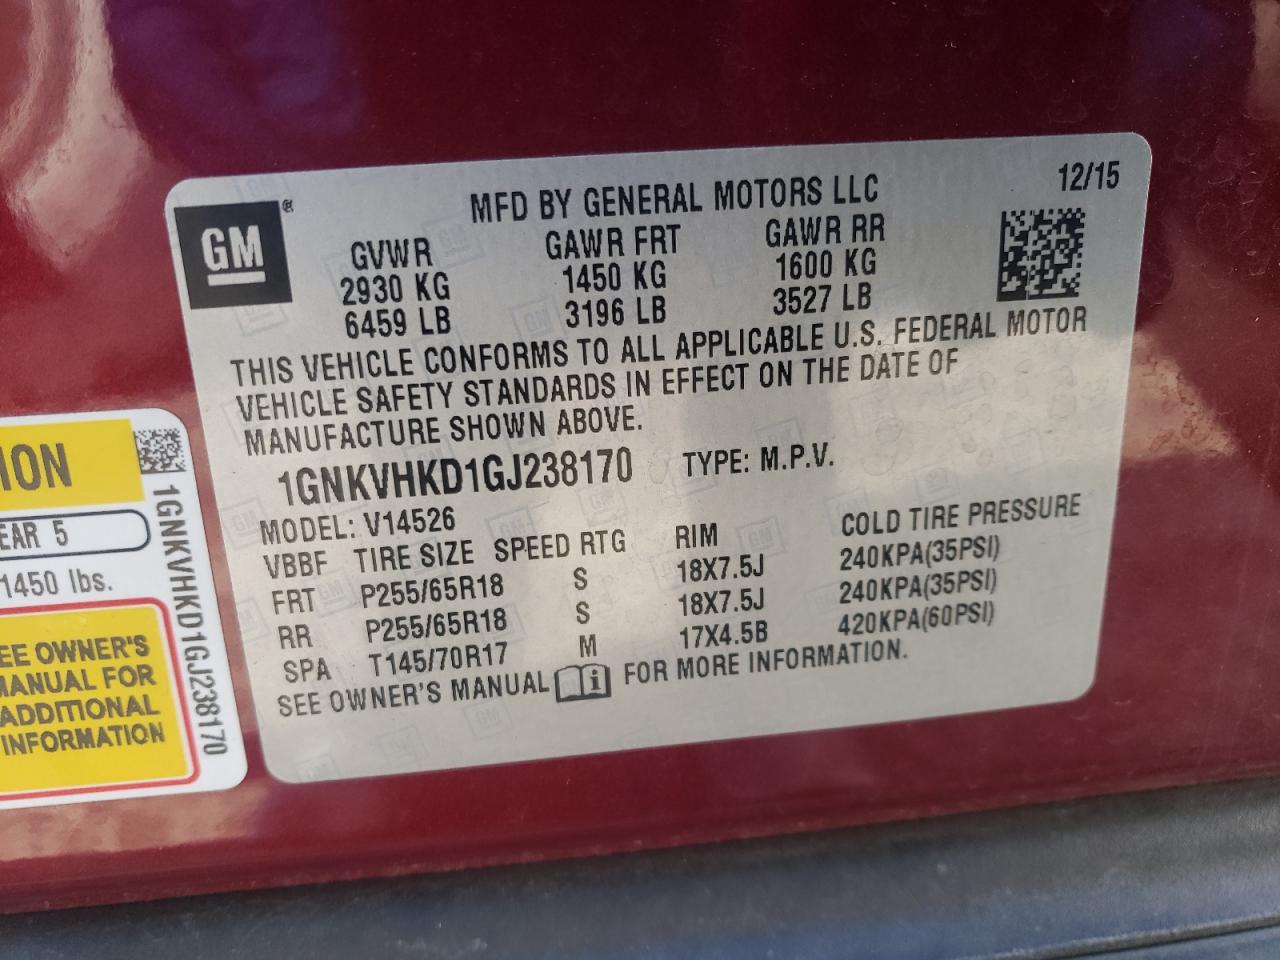 GM
®
MFD BY GENERAL MOTORS LLC
12/15
GVWR GAWR FRT GAWR RR
2930 KG 1450 KG 1600 KG
6459 LB 3196 LB 3527 LB
THIS VEHICLE CONFORMS TO ALL APPLICABLE U.S. FEDERAL MOTOR
VEHICLE SAFETY STANDARDS IN EFFECT ON THE DATE OF
MANUFACTURE SHOWN ABOVE.
1GNKVHKD1GJ238170 TYPE: M.P.V.
MODEL: V14526
VBBF TIRE SIZE SPEED RTG RIM COLD TIRE PRESSURE
FRT P255/65R18 S 18X7.5J 240KPA(35PSI)
RR P255/65R18 S 18X7.5J 240KPA(35PSI)
SPA T145/70R17 M 17X4.5B 420KPA(60PSI)
SEE OWNER'S MANUAL i FOR MORE INFORMATION.
ION
EAR 5
1450 lbs.
EE OWNER'S
MANUAL FOR
ADDITIONAL
INFORMATION
1GNKVHKD1GJ238170